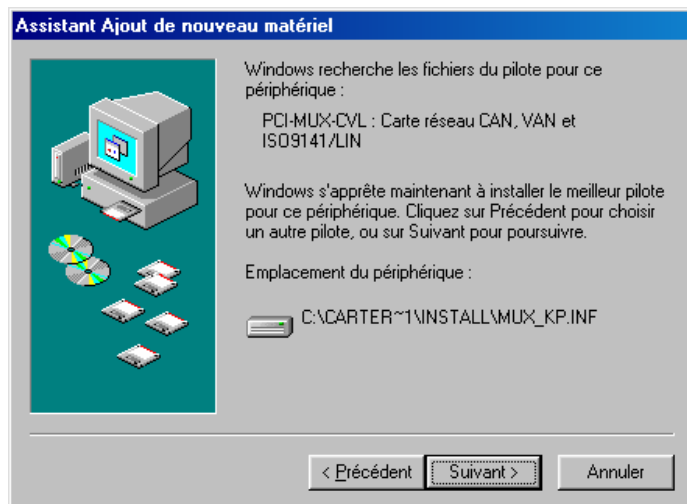 Assistant Ajout de nouveau matériel
Windows recherche les fichiers du pilote pour ce
périphérique :
PCI-MUX-CVL : Carte réseau CAN, VAN et
ISO9141/LIN
Windows s'apprête maintenant à installer le meilleur pilote
pour ce périphérique. Cliquez sur Précédent pour choisir
un autre pilote, ou sur Suivant pour poursuivre.
Emplacement du périphérique :
C:\CARTER~1\INSTALL\MUX_KP.INF
< Précédent
Suivant >
Annuler